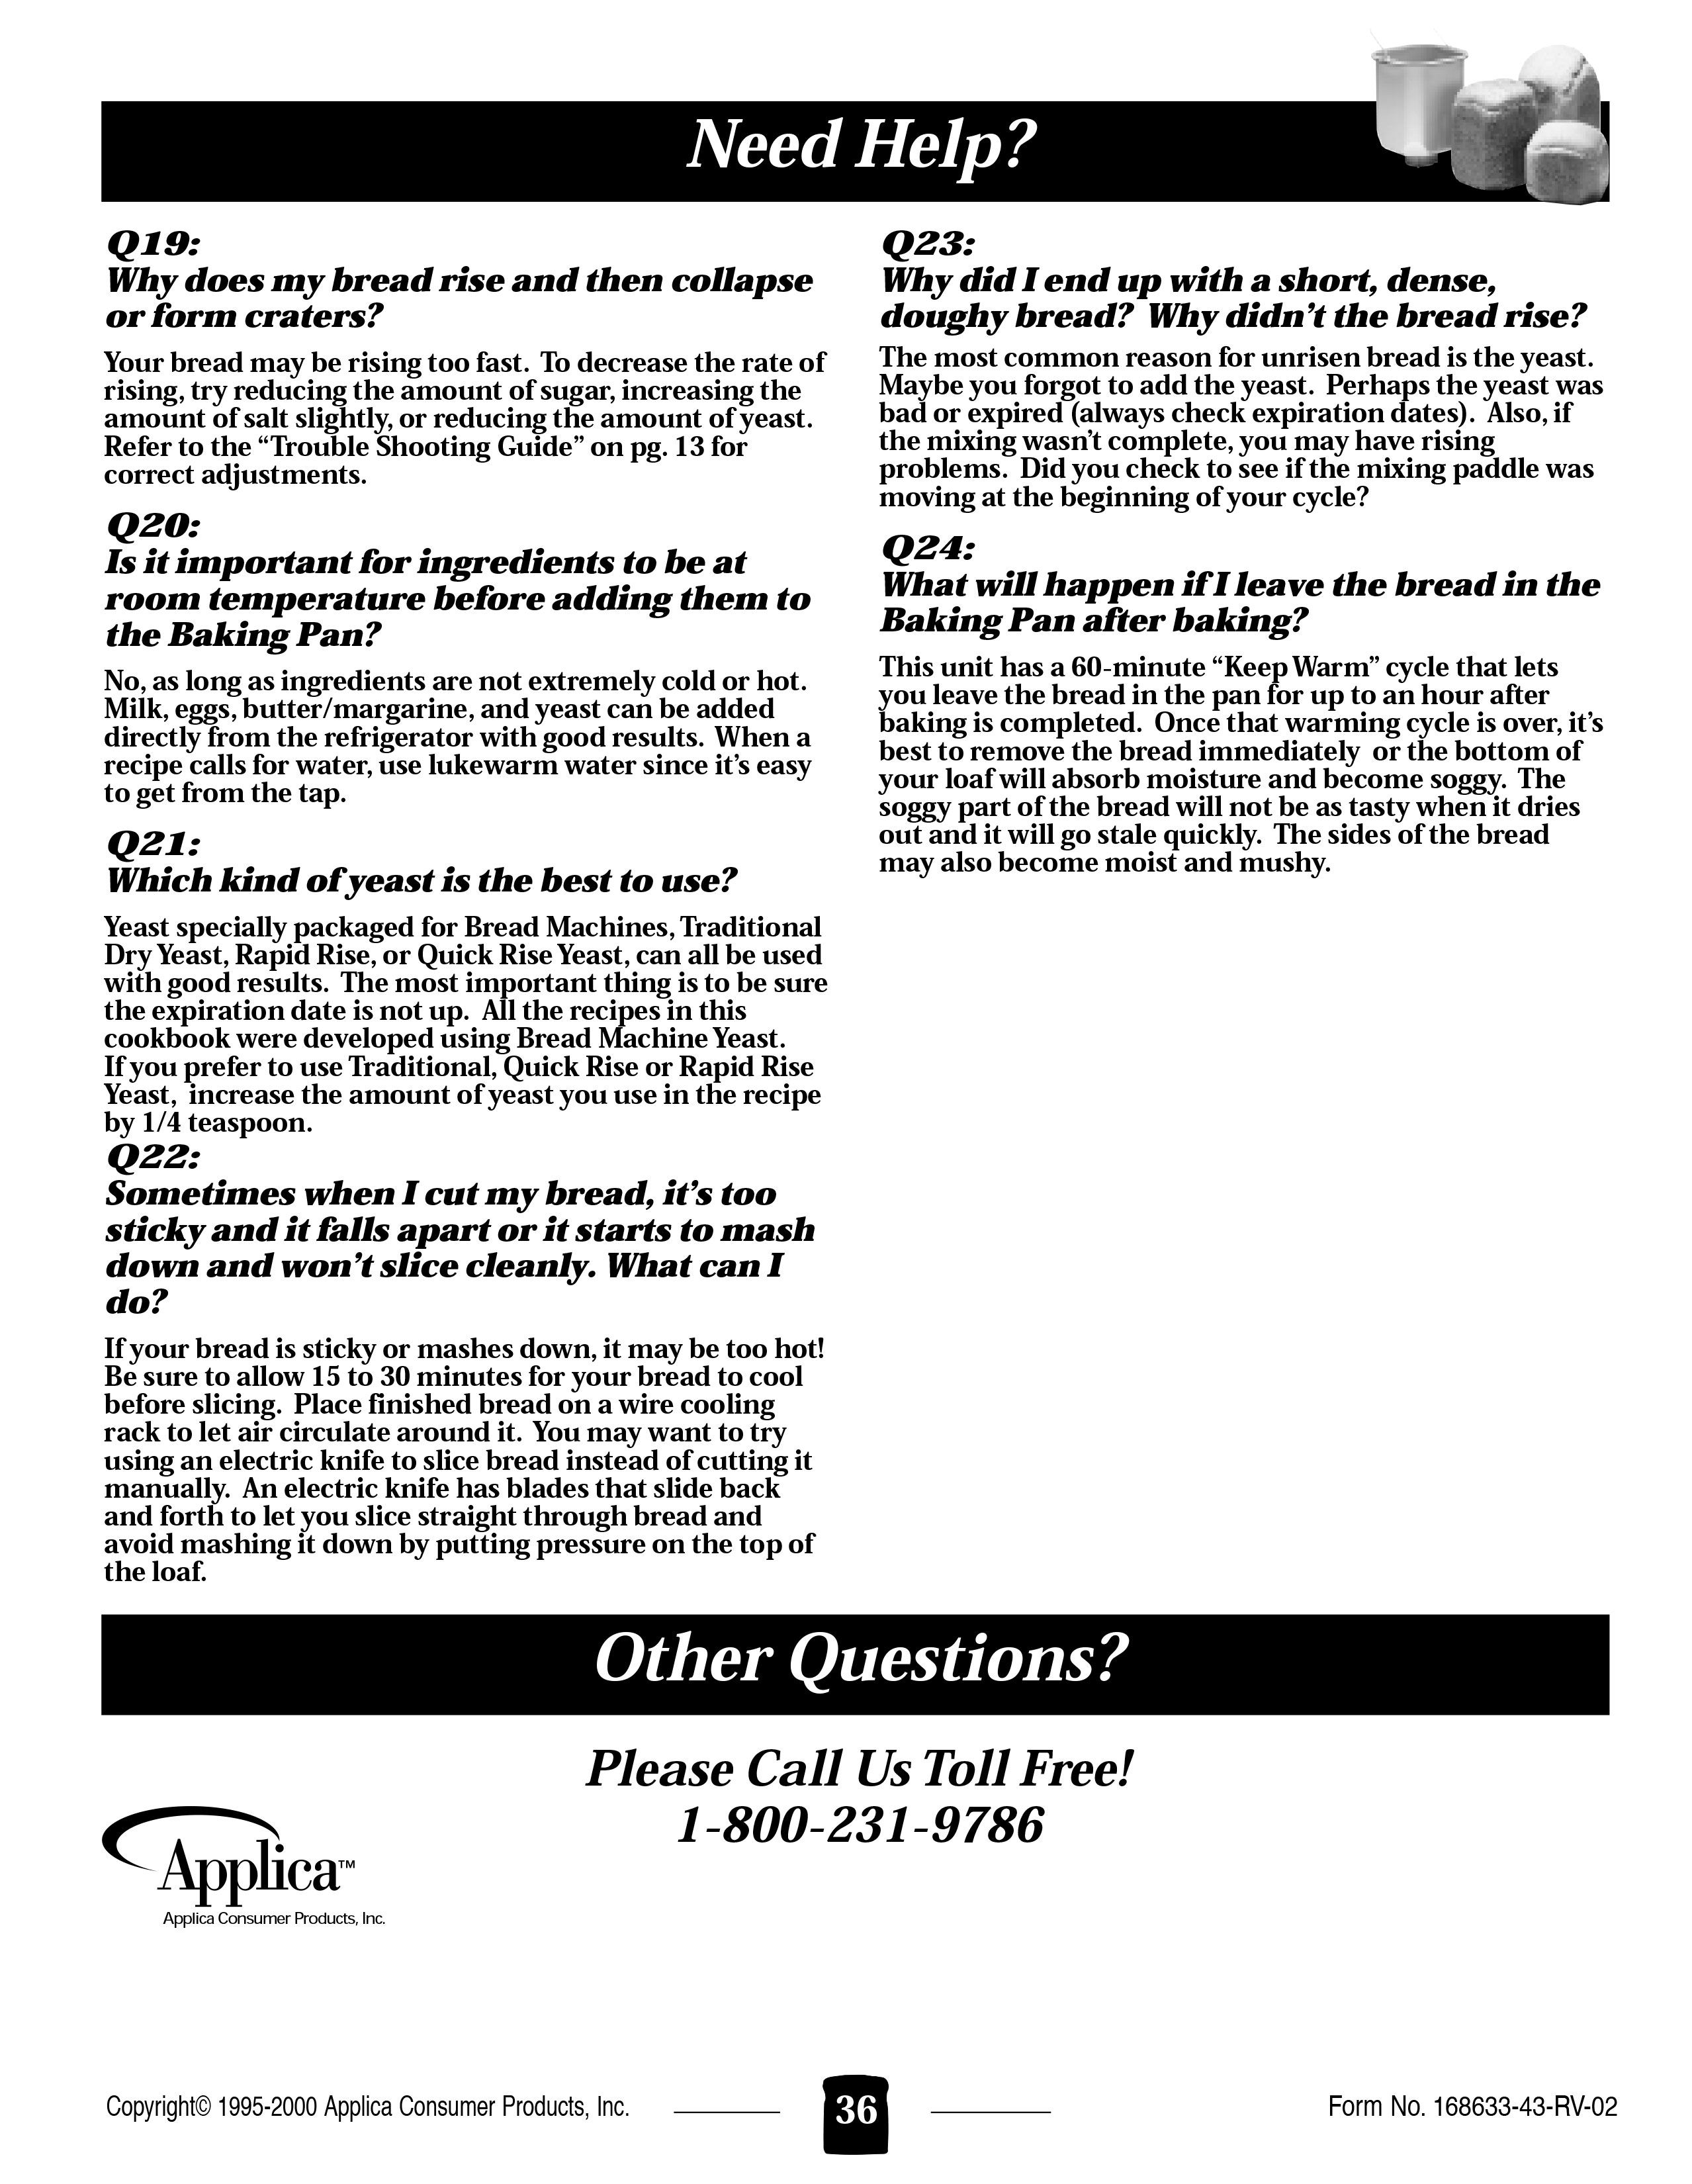 Need Help?
Q19:
Why does my bread rise and then collapse
or form craters?
Your bread may be rising too fast.  To decrease the rate of
rising, try reducing the amount of sugar, increasing the
amount of salt slightly, or reducing the amount of yeast.
Refer to the “Trouble Shooting Guide” on pg. 13 for
correct adjustments.
Q20:
Is it important for ingredients to be at
room temperature before adding them to
the Baking Pan?
No, as long as ingredients are not extremely cold or hot.
Milk, eggs, butter/margarine, and yeast can be added
directly from the refrigerator with good results.  When a
recipe calls for water, use lukewarm water since it’s easy
to get from the tap.
Q21:
Which kind of yeast is the best to use?
Yeast specially packaged for Bread Machines, Traditional
Dry Yeast, Rapid Rise, or Quick Rise Yeast, can all be used
with good results.  The most important thing is to be sure
the expiration date is not up.  All the recipes in this
cookbook were developed using Bread Machine Yeast.
If you prefer to use Traditional, Quick Rise or Rapid Rise
Yeast,  increase the amount of yeast you use in the recipe
by 1/4 teaspoon.
Q22:
Sometimes when I cut my bread, it’s too
sticky and it falls apart or it starts to mash
down and won’t slice cleanly. What can I
do?
If your bread is sticky or mashes down, it may be too hot!
Be sure to allow 15 to 30 minutes for your bread to cool
before slicing.  Place finished bread on a wire cooling
rack to let air circulate around it.  You may want to try
using an electric knife to slice bread instead of cutting it
manually.  An electric knife has blades that slide back
and forth to let you slice straight through bread and
avoid mashing it down by putting pressure on the top of
the loaf.
Q23:
Why did I end up with a short, dense,
doughy bread?  Why didn’t the bread rise?
The most common reason for unrisen bread is the yeast.
Maybe you forgot to add the yeast.  Perhaps the yeast was
bad or expired (always check expiration dates).  Also, if
the mixing wasn’t complete, you may have rising
problems.  Did you check to see if the mixing paddle was
moving at the beginning of your cycle?
Q24:
What will happen if I leave the bread in the
Baking Pan after baking?
This unit has a 60-minute “Keep Warm” cycle that lets
you leave the bread in the pan for up to an hour after
baking is completed.  Once that warming cycle is over, it’s
best to remove the bread immediately  or the bottom of
your loaf will absorb moisture and become soggy.  The
soggy part of the bread will not be as tasty when it dries
out and it will go stale quickly.  The sides of the bread
may also become moist and mushy.
Other Questions?
Please Call Us Toll Free!
1-800-231-9786
Applica™
Applica Consumer Products, Inc.
Copyright© 1995-2000 Applica Consumer Products, Inc.
36
Form No. 168633-43-RV-02